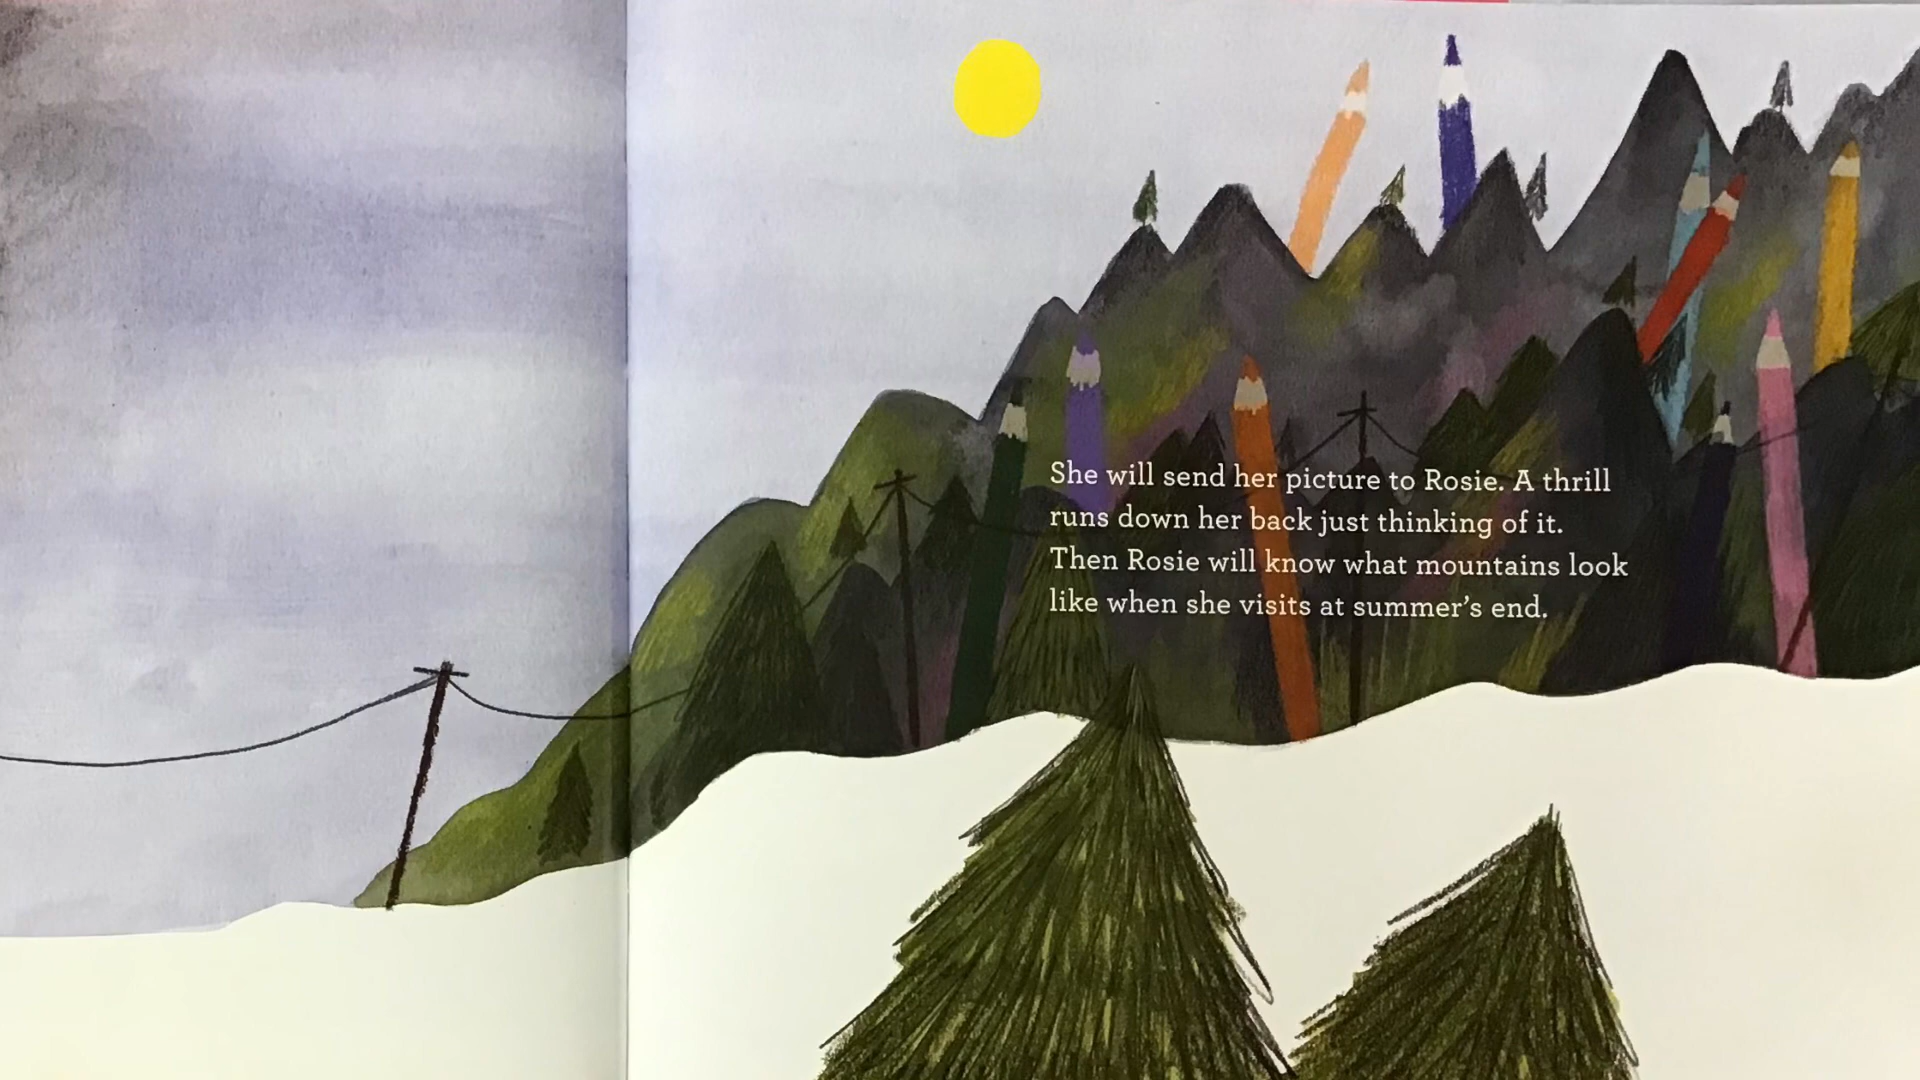 She will send her picture to Rosie. A thrill
runs down her back just thinking of it.
Then Rosie will know what mountains look
like when she visits at summer’s end.